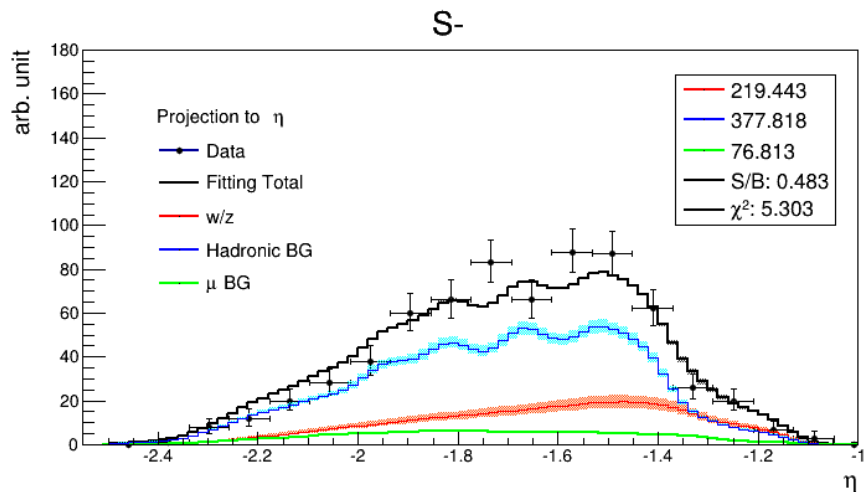 S-
arb. unit
180
160
140
120
100
80
60
40
20
0
Projection to η
Data
Fitting Total
w/z
Hadronic BG
μ BG
219.443
377.818
76.813
S/B: 0.483
χ²: 5.303
-2.4 -2.2 -2 -1.8 -1.6 -1.4 -1.2 -1
η